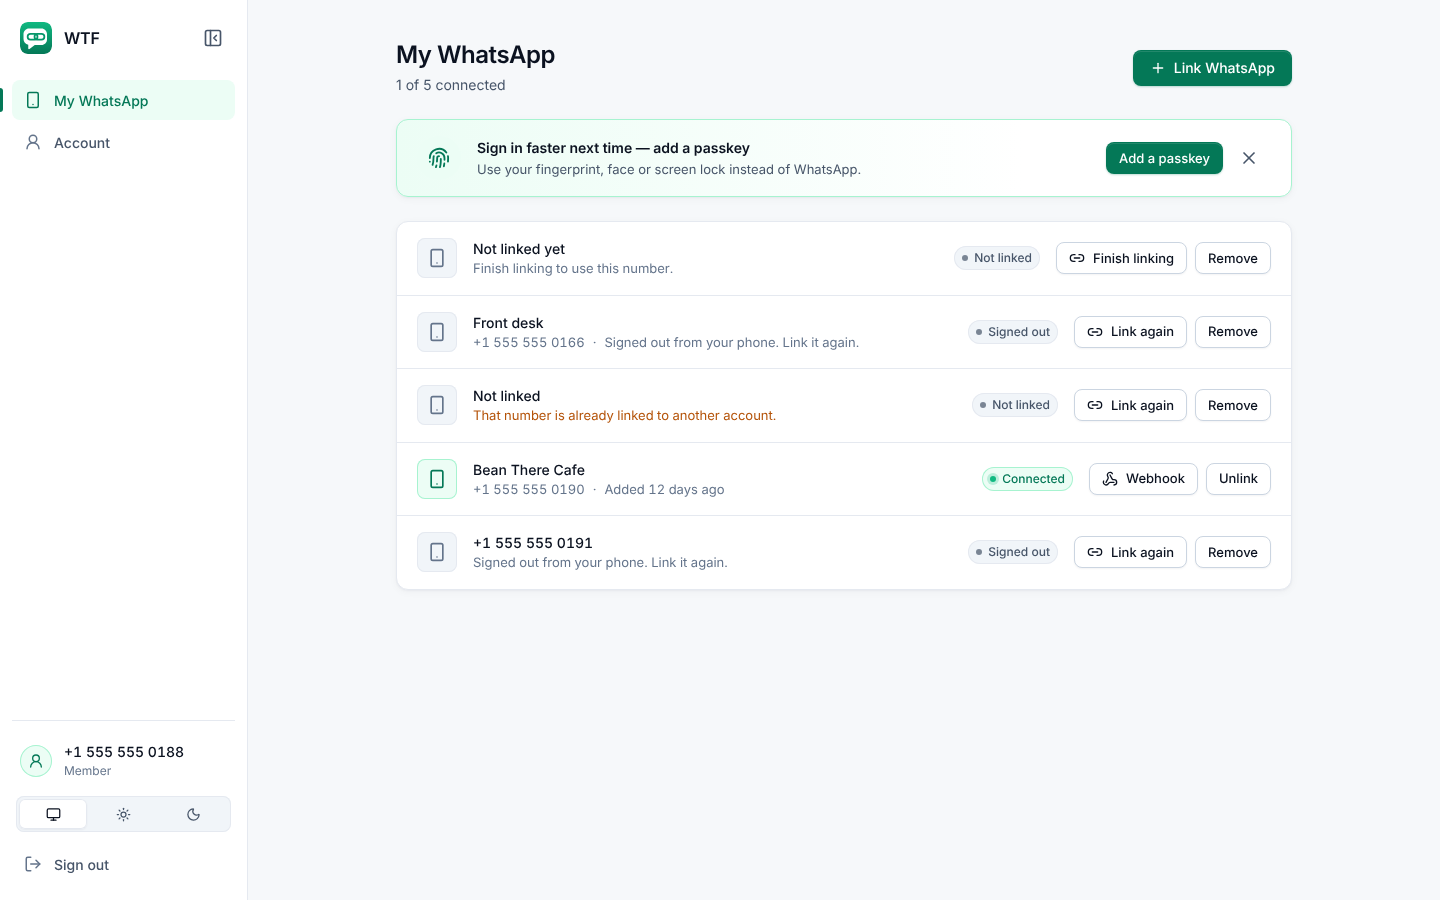 WTF
My WhatsApp
Account
+1 555 555 0188
Member
Sign out
My WhatsApp
1 of 5 connected
Link WhatsApp
Sign in faster next time — add a passkey
Use your fingerprint, face or screen lock instead of WhatsApp.
Add a passkey
Not linked yet
Finish linking to use this number.
Not linked
Finish linking
Remove
Front desk
+1 555 555 0166 · Signed out from your phone. Link it again.
Signed out
Link again
Remove
Not linked
That number is already linked to another account.
Not linked
Link again
Remove
Bean There Cafe
+1 555 555 0190 · Added 12 days ago
Connected
Webhook
Unlink
+1 555 555 0191
Signed out from your phone. Link it again.
Signed out
Link again
Remove